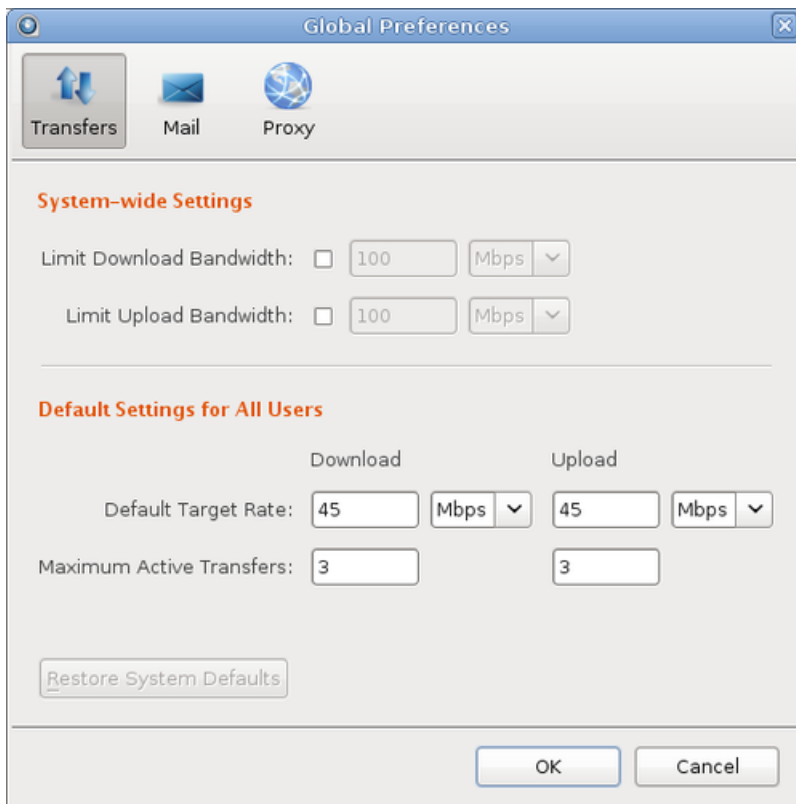 Global Preferences
Transfers Mail Proxy
System-wide Settings
Limit Download Bandwidth: 100 Mbps
Limit Upload Bandwidth: 100 Mbps
Default Settings for All Users
Download Upload
Default Target Rate: 45 Mbps 45 Mbps
Maximum Active Transfers: 3 3
Restore System Defaults
OK Cancel